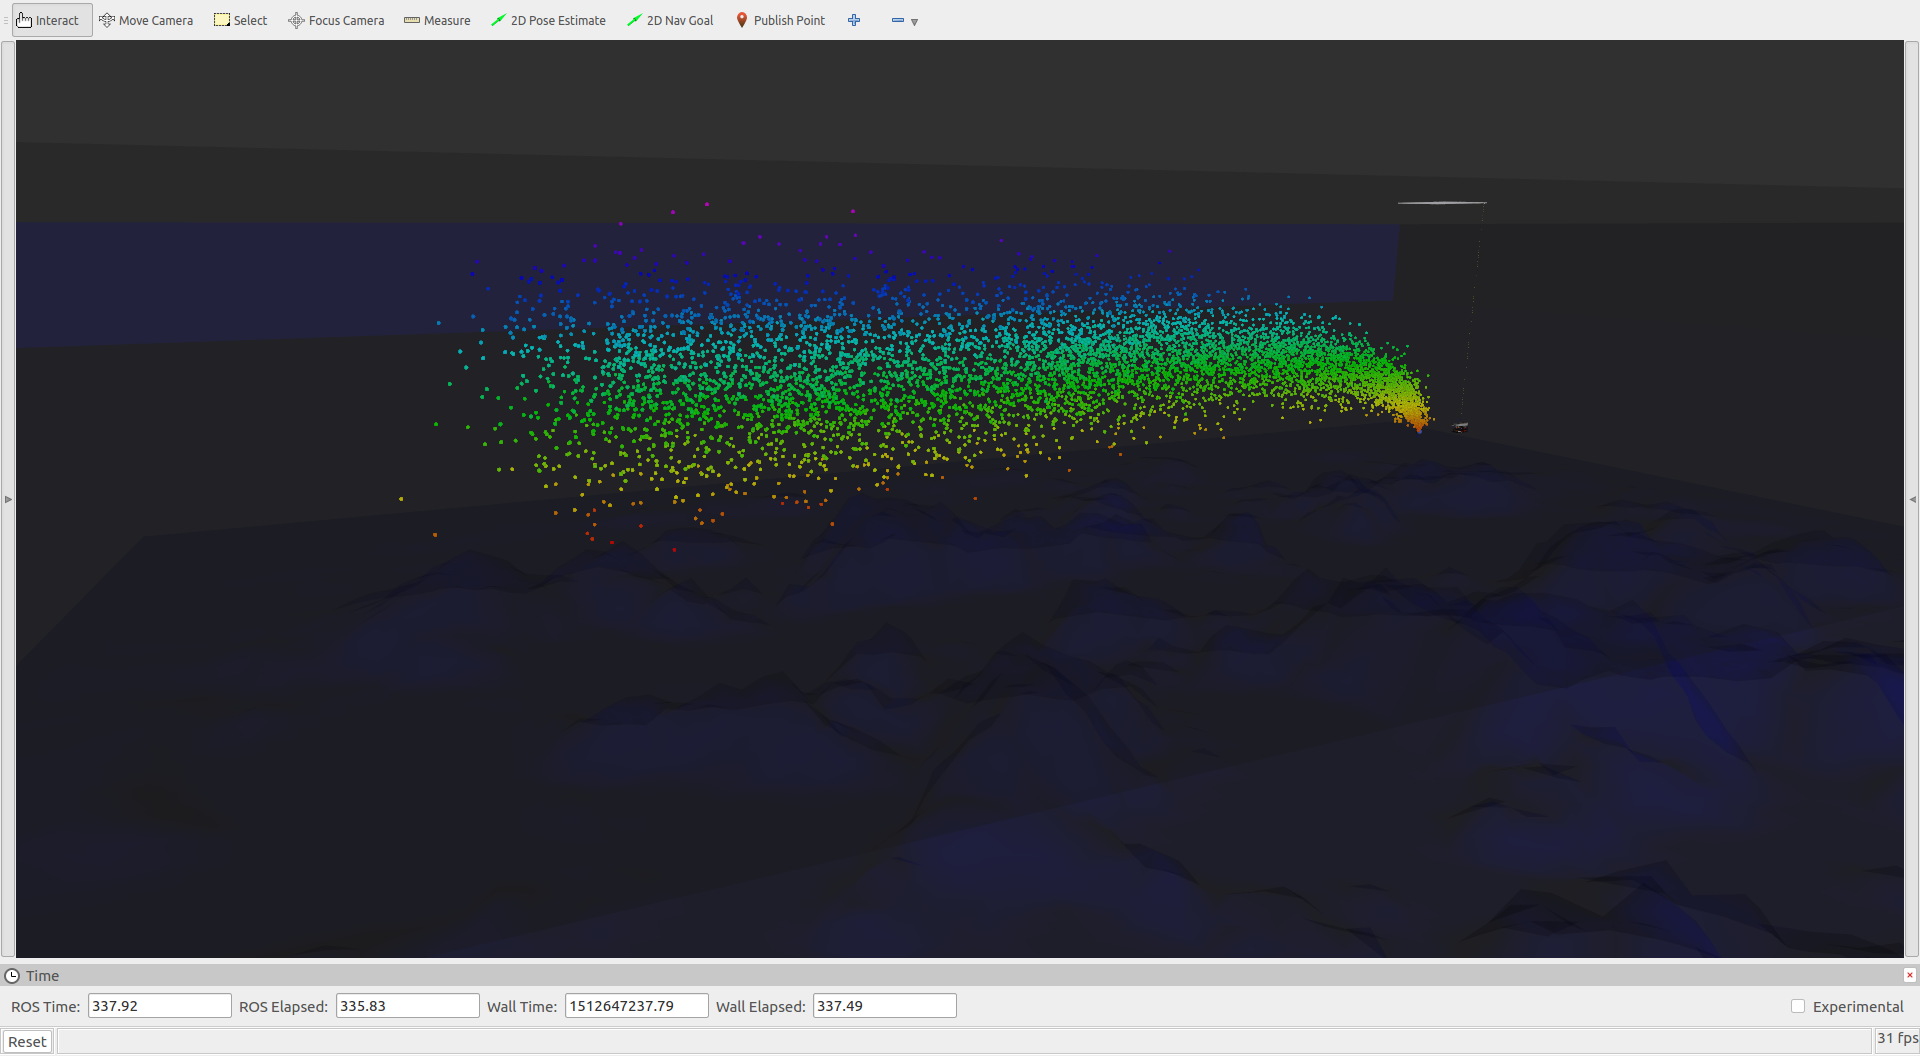 Interact Move Camera Select Focus Camera Measure 2D Pose Estimate 2D Nav Goal Publish Point
Time
ROS Time: 337.92 ROS Elapsed: 335.83 Wall Time: 1512647237.79 Wall Elapsed: 337.49 Experimental
Reset 31 fps